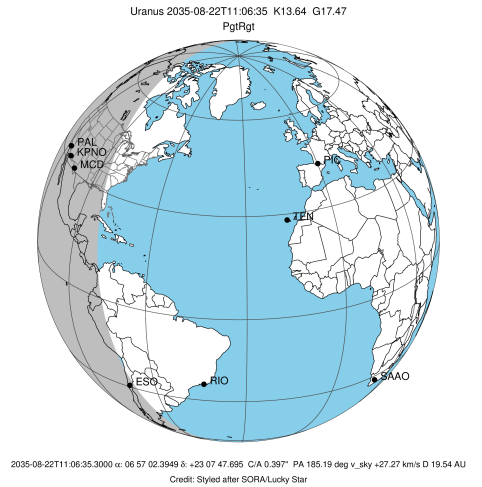 Uranus 2035-08-22T11:06:35 K13.64 G17.47
PgtRgt
PAL
KPNO
MCD
PIC
TEN
ESO
RIO
SAAO
2035-08-22T11:06:35.3000 α: 06 57 02.3949 δ: +23 07 47.695 C/A 0.397" PA 185.19 deg v_sky +27.27 km/s D 19.54 AU
Credit: Styled after SORA/Lucky Star